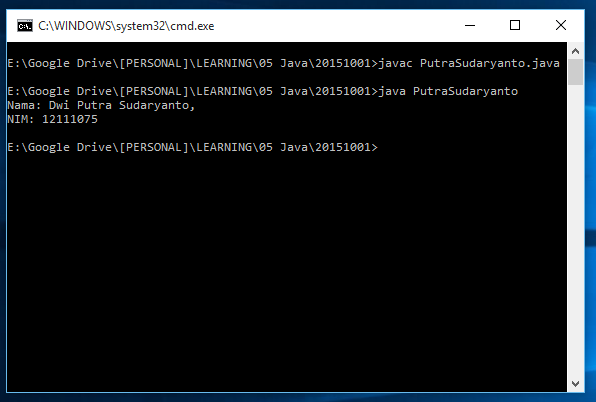 C:\WINDOWS\system32\cmd.exe
E:\Google Drive\[PERSONAL]\LEARNING\05 Java\20151001>javac PutraSudaryanto.java
E:\Google Drive\[PERSONAL]\LEARNING\05 Java\20151001>java PutraSudaryanto
Nama: Dwi Putra Sudaryanto,
NIM: 12111075
E:\Google Drive\[PERSONAL]\LEARNING\05 Java\20151001>